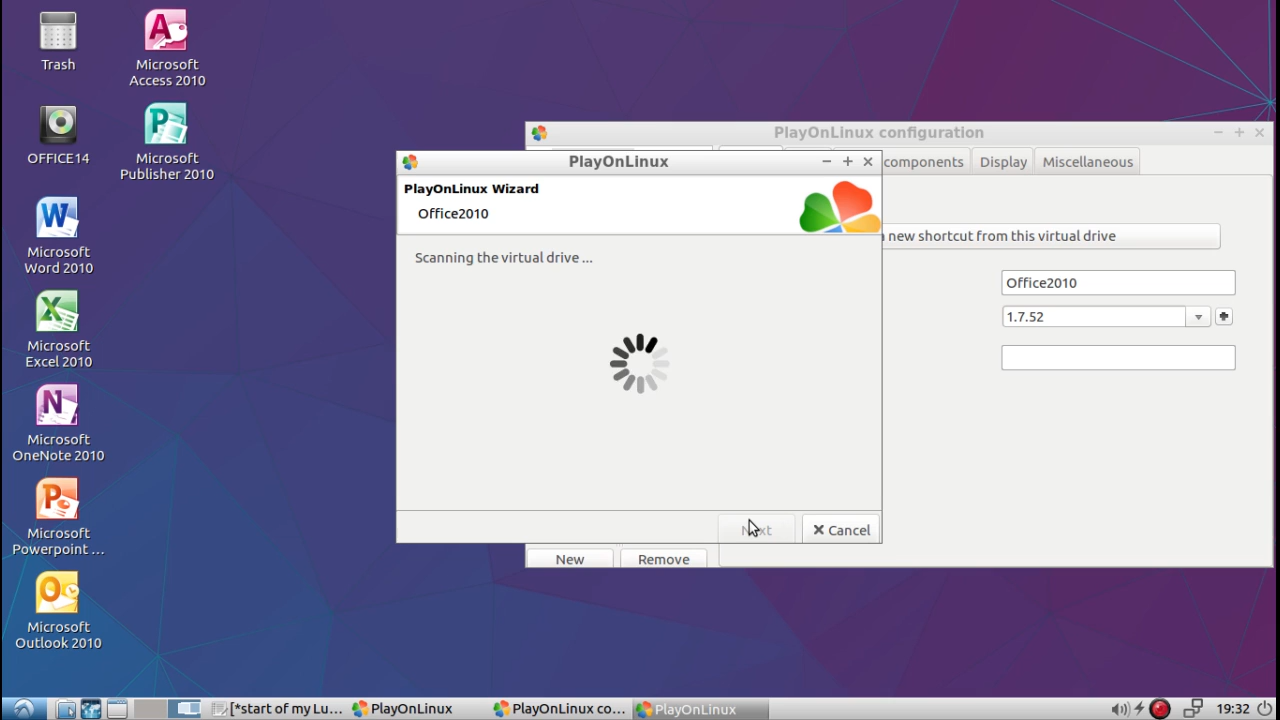 Trash
Microsoft
Access 2010
OFFICE14
Microsoft
Publisher 2010
Microsoft
Word 2010
Microsoft
Excel 2010
Microsoft
OneNote 2010
Microsoft
Powerpoint ...
Microsoft
Outlook 2010
PlayOnLinux configuration
components
Display
Miscellaneous
new shortcut from this virtual drive
Office2010
1.7.52
New
Remove
PlayOnLinux
PlayOnLinux Wizard
Office2010
Scanning the virtual drive ...
Next
Cancel
[*start of my Lu...
PlayOnLinux
PlayOnLinux co...
PlayOnLinux
19:32